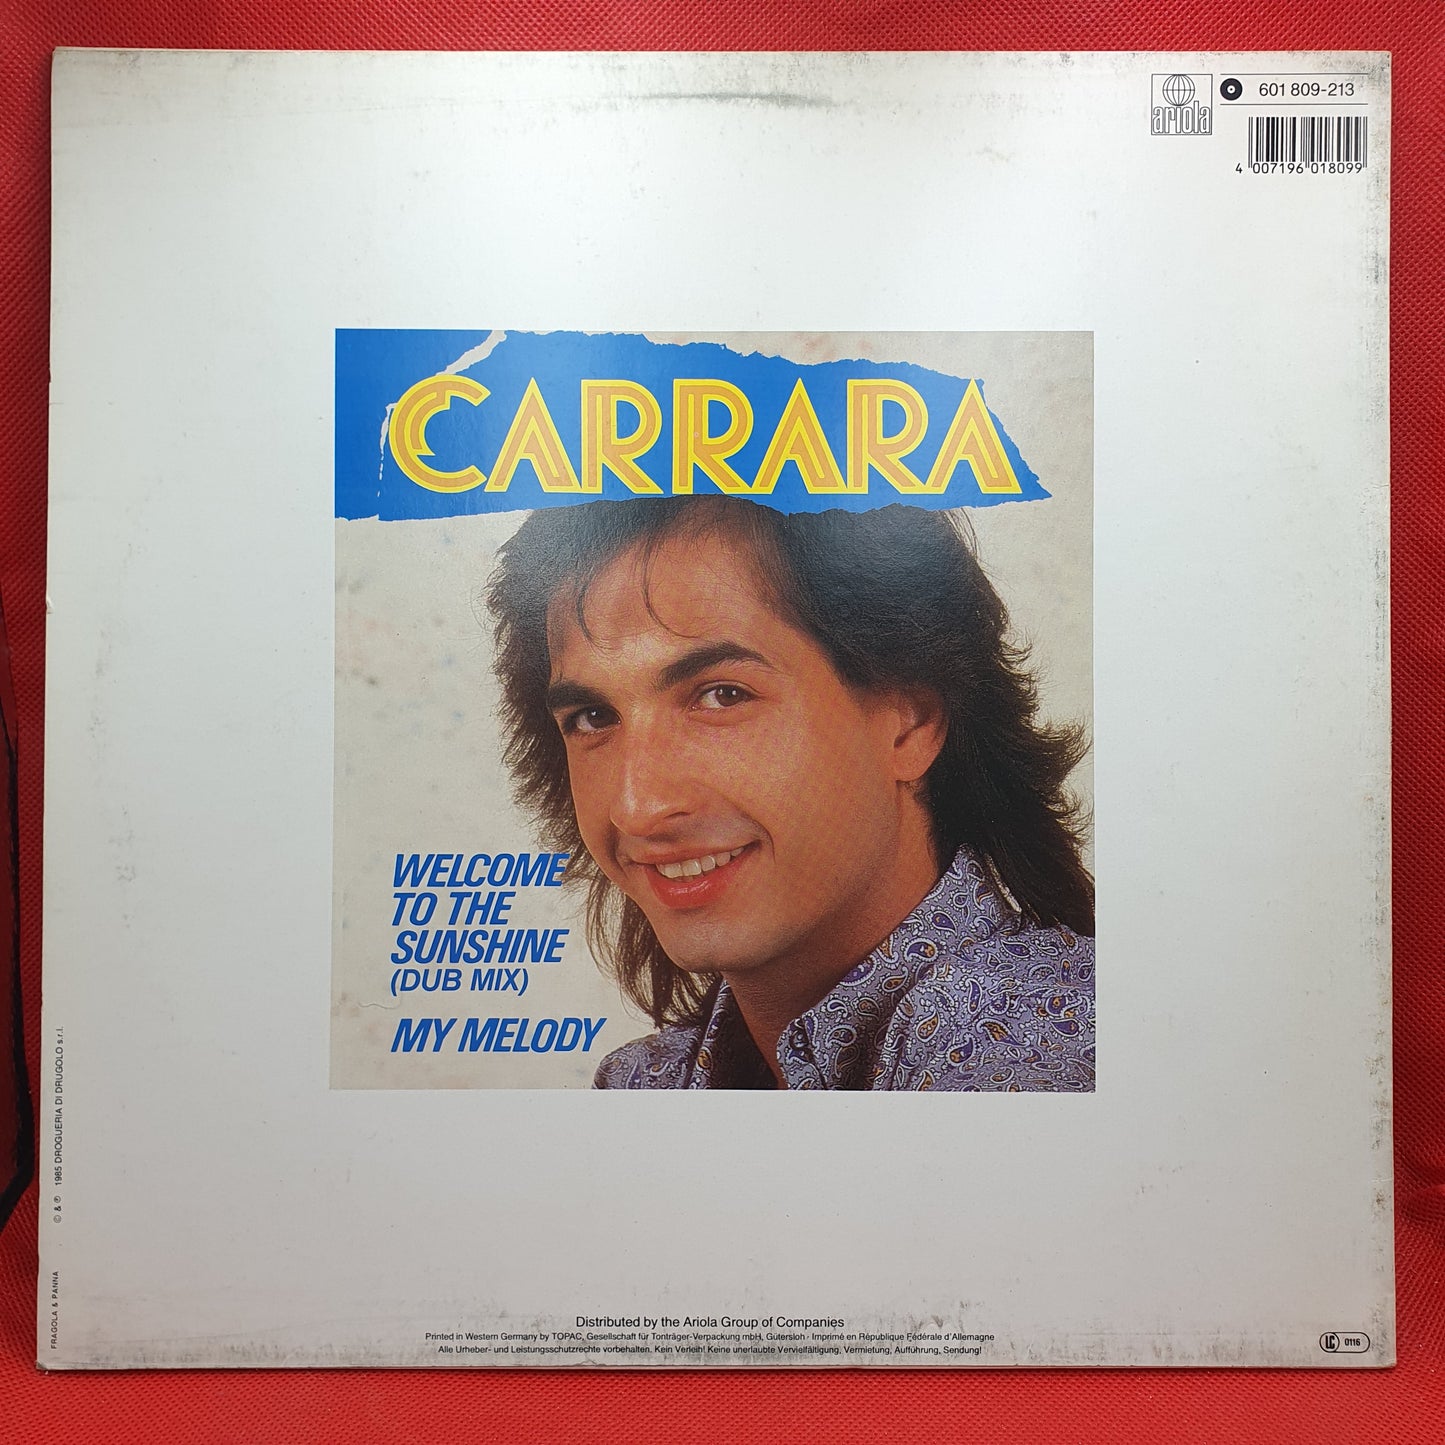 ariola
601 809-213
4 007196 018099
CARRARA
WELCOME
TO THE
SUNSHINE
(DUB MIX)
MY MELODY
© & ℗ 1985 DROGUERIA DI DRUGOLO s.r.l.
FRAGOLA & PANNA
Distributed by the Ariola Group of Companies
Printed in Western Germany by TOPAC, Gesellschaft für Tonträger-Verpackung mbH, Gütersloh · Imprimé en République Fédérale d'Allemagne
Alle Urheber- und Leistungsschutzrechte vorbehalten. Kein Verleih! Keine unerlaubte Vervielfältigung, Vermietung, Aufführung, Sendung!
LC 0116